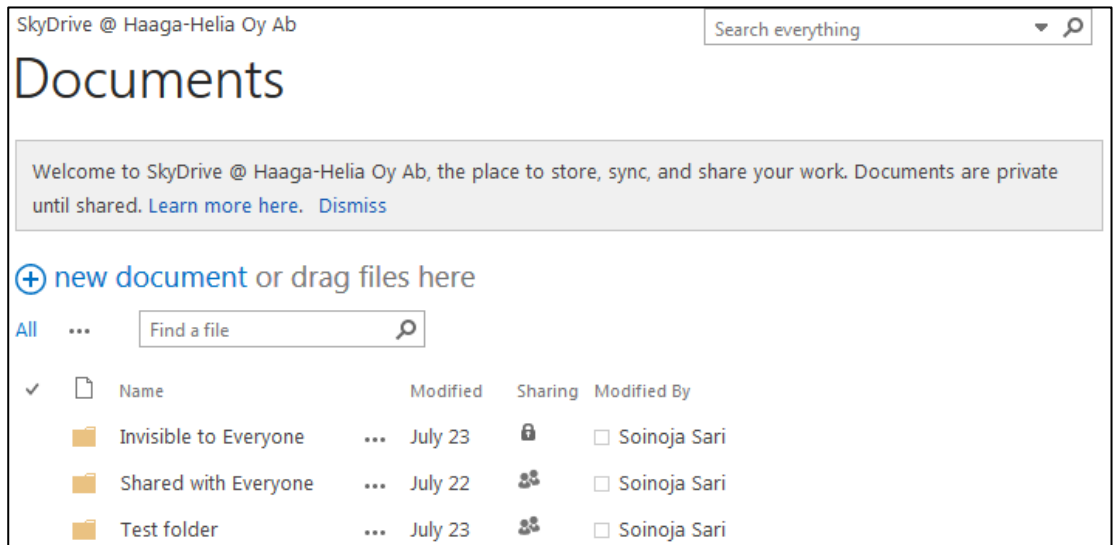 SkyDrive @ Haaga-Helia Oy Ab
Search everything
Documents
Welcome to SkyDrive @ Haaga-Helia Oy Ab, the place to store, sync, and share your work. Documents are private
until shared. Learn more here. Dismiss
new document or drag files here
All ... Find a file
Name Modified Sharing Modified By
Invisible to Everyone ... July 23 Soinoja Sari
Shared with Everyone ... July 22 Soinoja Sari
Test folder ... July 23 Soinoja Sari